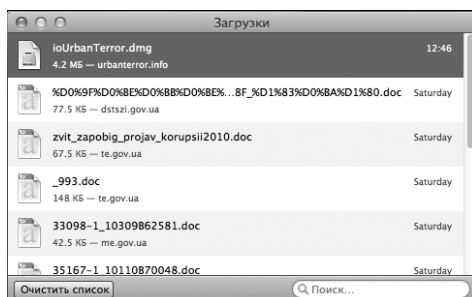 Загрузки
ioUrbanTerror.dmg 12:46
4.2 МБ — urbanterror.info
%D0%9F%D0%BE%D0%BB%D0%BE%...8F_%D1%83%D0%BA%D1%80.doc Saturday
77.5 КБ — dstszi.gov.ua
zvit_zapobig_projav_korupsii2010.doc Saturday
67.5 КБ — te.gov.ua
_993.doc Saturday
148 КБ — te.gov.ua
33098-1_10309B62581.doc Saturday
42.5 КБ — me.gov.ua
35167-1_10110B70048.doc Saturday
Очистить список Поиск...